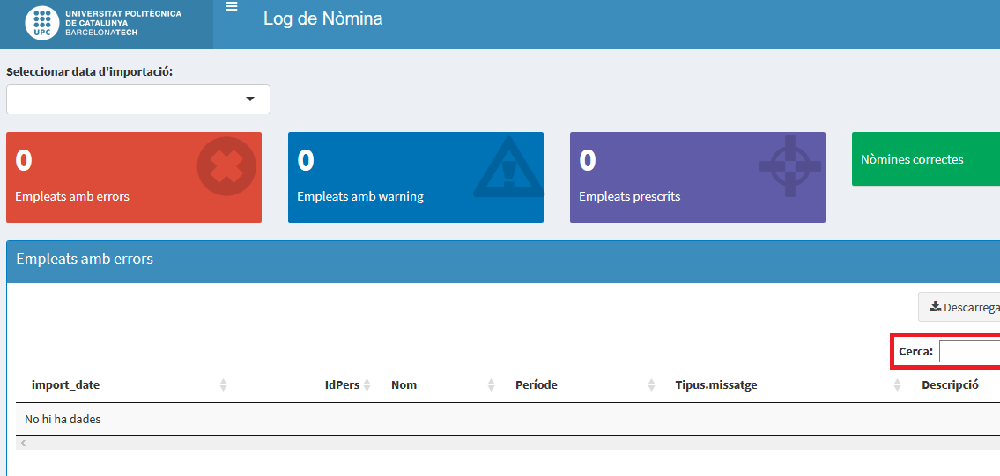 UNIVERSITAT POLITÈCNICA
DE CATALUNYA
BARCELONATECH
UPC
Log de Nòmina
Seleccionar data d'importació:
0
Empleats amb errors
0
Empleats amb warning
0
Empleats prescrits
Nòmines correctes
Empleats amb errors
Descarrega
Cerca:
import_date IdPers Nom Període Tipus.missatge Descripció
No hi ha dades